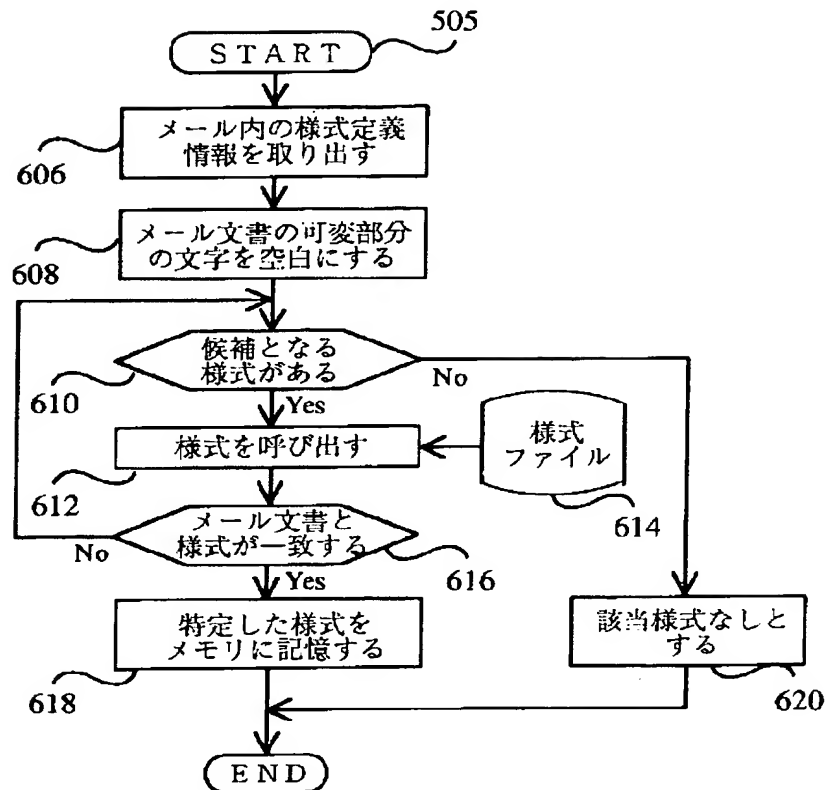 505
START
メール内の様式定義
情報を取り出す
606
メール文書の可変部分
の文字を空白にする
608
候補となる
様式がある
610
No
Yes
様式を呼び出す
612
様式
ファイル
614
メール文書と
様式が一致する
616
No
Yes
特定した様式を
メモリに記憶する
618
該当様式なしと
する
620
END